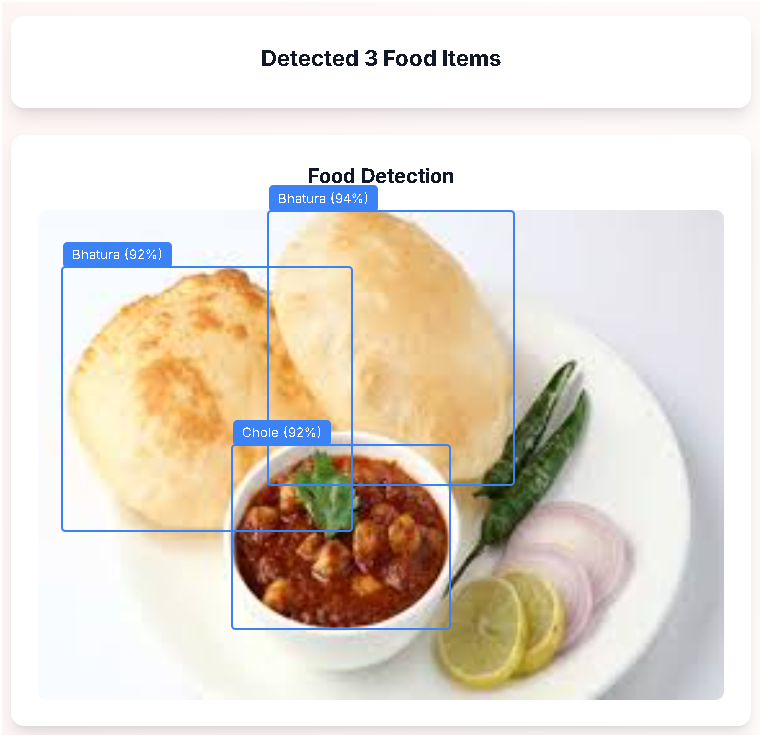 Detected 3 Food Items
Food Detection
Bhatura (94%)
Bhatura (92%)
Chole (92%)